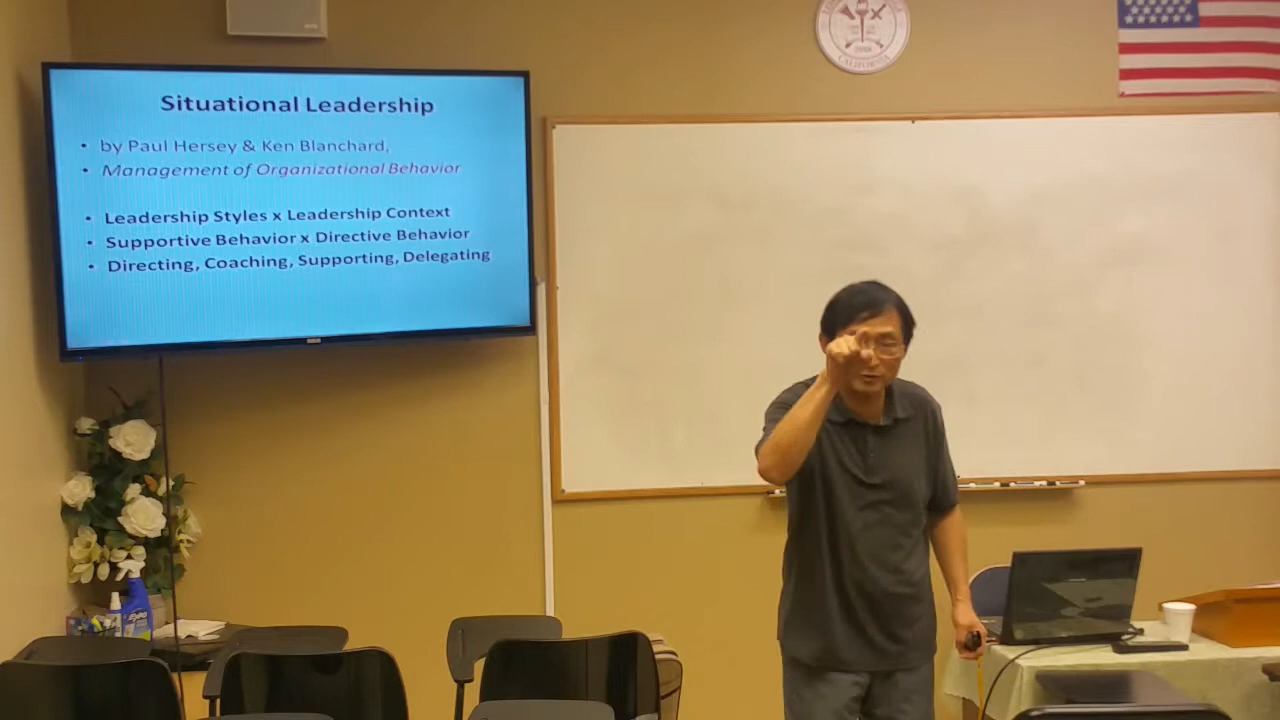 Situational Leadership
• by Paul Hersey & Ken Blanchard,
• Management of Organizational Behavior
• Leadership Styles x Leadership Context
• Supportive Behavior x Directive Behavior
• Directing, Coaching, Supporting, Delegating
CALIFORNIA